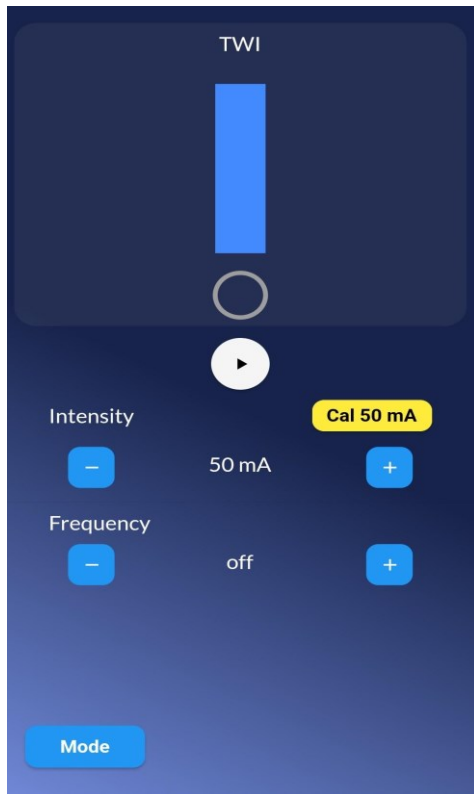 TWI
Intensity
Cal 50 mA
− 50 mA +
Frequency
− off +
Mode